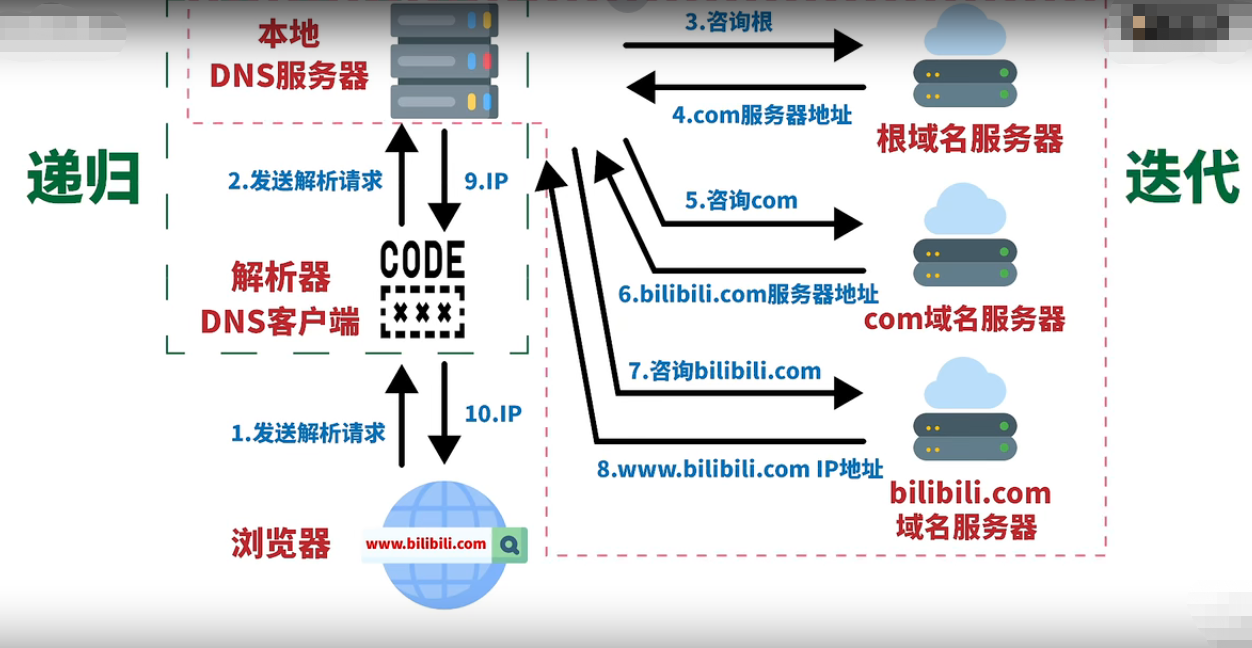 本地
DNS服务器
3.咨询根
4.com服务器地址
根域名服务器
递归
迭代
2.发送解析请求
9.IP
5.咨询com
CODE
×××
解析器
DNS客户端
6.bilibili.com服务器地址
com域名服务器
7.咨询bilibili.com
1.发送解析请求
10.IP
8.www.bilibili.com IP地址
bilibili.com
域名服务器
浏览器
www.bilibili.com